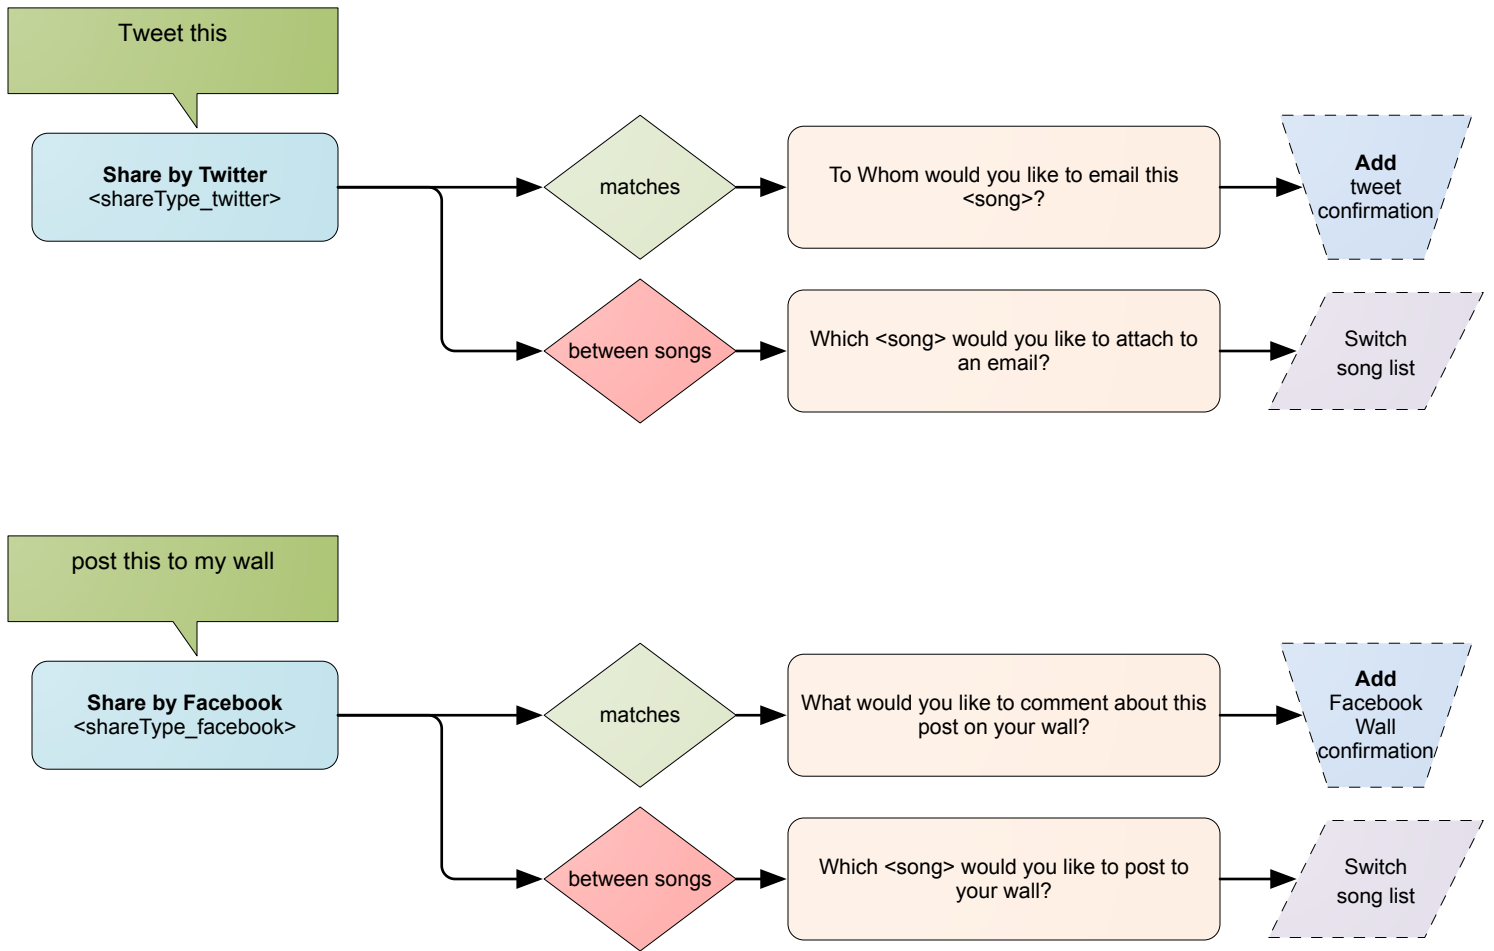 Tweet this
Share by Twitter
<shareType_twitter>
matches
To Whom would you like to email this
<song>?
Add
tweet
confirmation
between songs
Which <song> would you like to attach to
an email?
Switch
song list
post this to my wall
Share by Facebook
<shareType_facebook>
matches
What would you like to comment about this
post on your wall?
Add
Facebook
Wall
confirmation
between songs
Which <song> would you like to post to
your wall?
Switch
song list